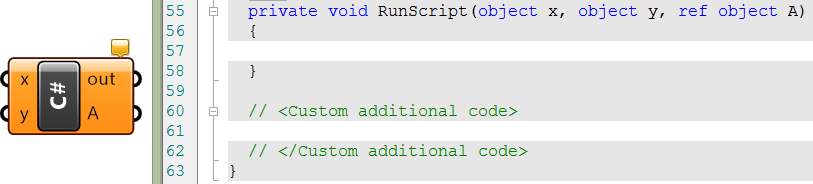 x
y
C#
out
A
55 private void RunScript(object x, object y, ref object A)
56 {
57
58 }
59
60 // <Custom additional code>
61
62 // </Custom additional code>
63 }